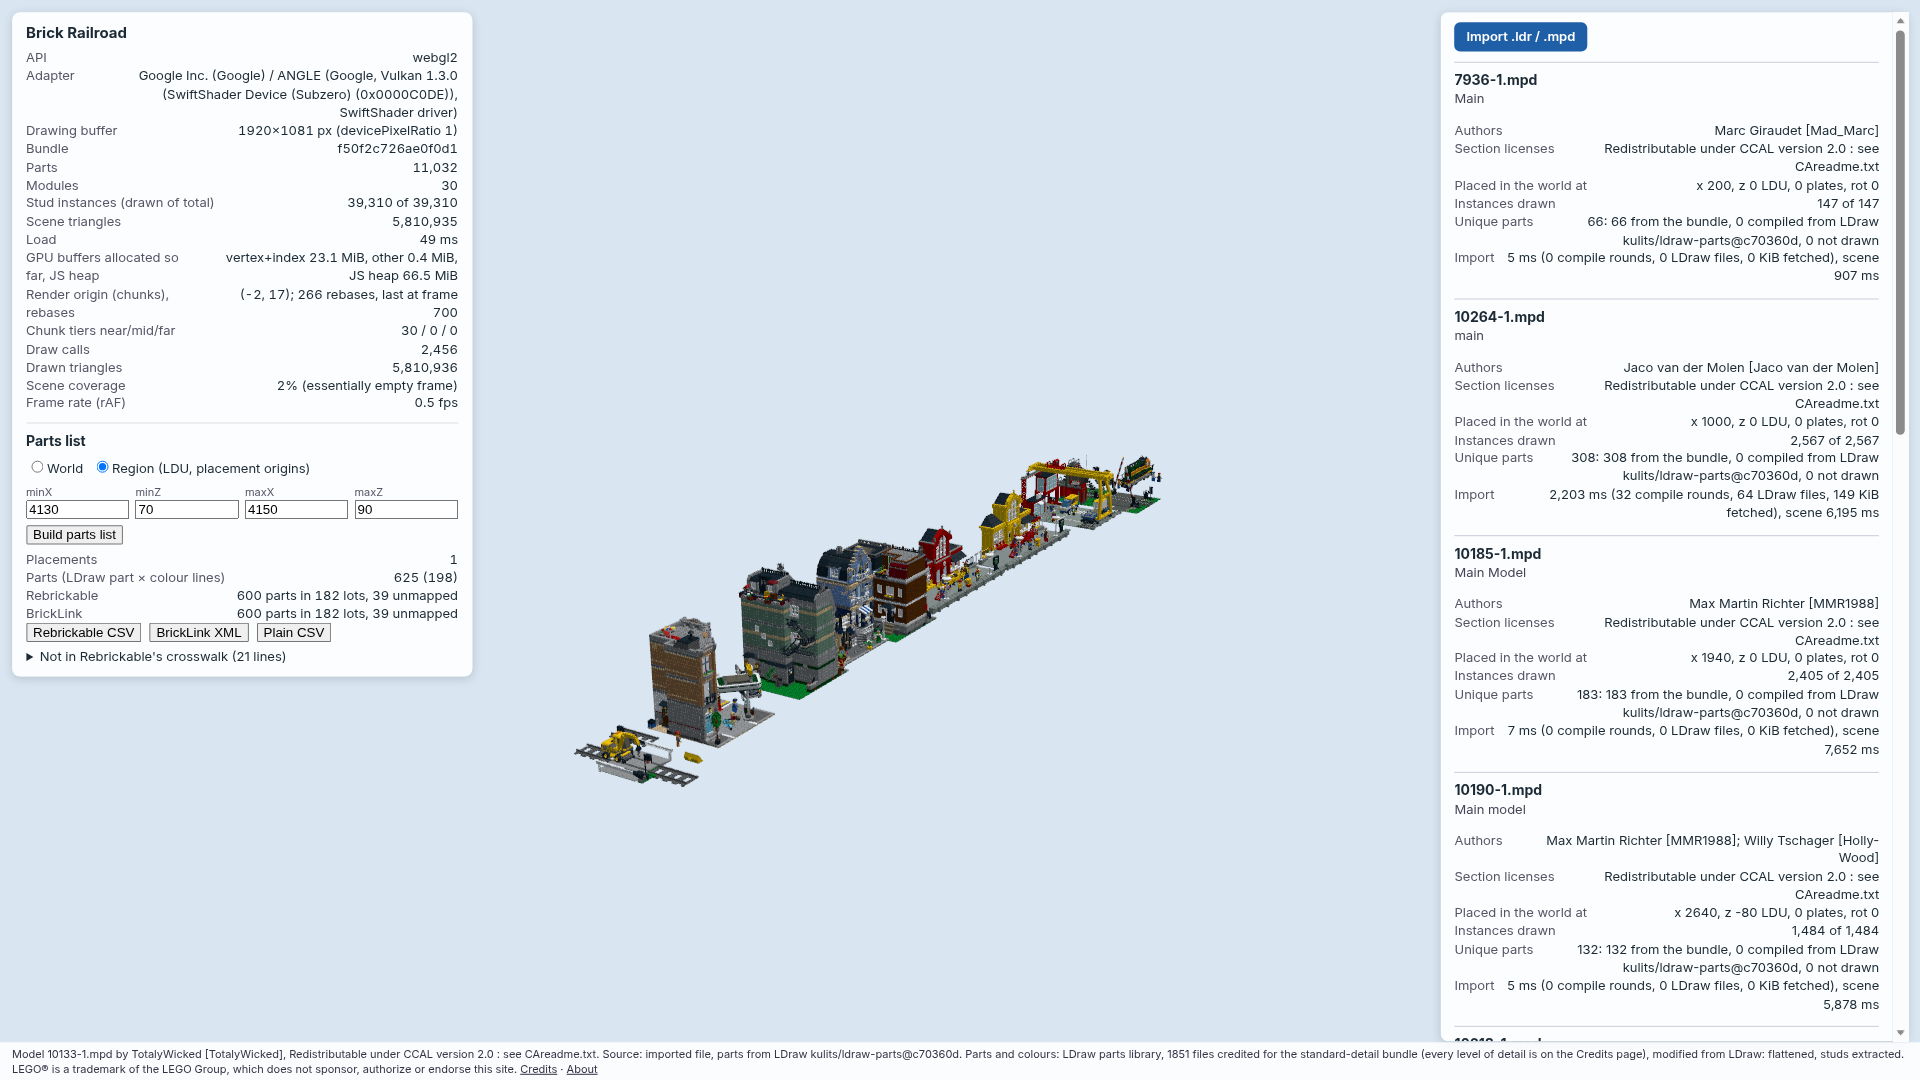 Brick Railroad
API webgl2
Adapter Google Inc. (Google) / ANGLE (Google, Vulkan 1.3.0
(SwiftShader Device (Subzero) (0x0000C0DE)),
SwiftShader driver)
Drawing buffer 1920×1081 px (devicePixelRatio 1)
Bundle f50f2c726ae0f0d1
Parts 11,032
Modules 30
Stud instances (drawn of total) 39,310 of 39,310
Scene triangles 5,810,935
Load 49 ms
GPU buffers allocated so vertex+index 23.1 MiB, other 0.4 MiB,
far, JS heap JS heap 66.5 MiB
Render origin (chunks), (-2, 17); 266 rebases, last at frame
rebases 700
Chunk tiers near/mid/far 30 / 0 / 0
Draw calls 2,456
Drawn triangles 5,810,936
Scene coverage 2% (essentially empty frame)
Frame rate (rAF) 0.5 fps
Parts list
World Region (LDU, placement origins)
minX minZ maxX maxZ
4130 70 4150 90
Build parts list
Placements 1
Parts (LDraw part × colour lines) 625 (198)
Rebrickable 600 parts in 182 lots, 39 unmapped
BrickLink 600 parts in 182 lots, 39 unmapped
Rebrickable CSV BrickLink XML Plain CSV
▶ Not in Rebrickable's crosswalk (21 lines)
Import .ldr / .mpd
7936-1.mpd
Main
Authors Marc Giraudet [Mad_Marc]
Section licenses Redistributable under CCAL version 2.0 : see
CAreadme.txt
Placed in the world at x 200, z 0 LDU, 0 plates, rot 0
Instances drawn 147 of 147
Unique parts 66: 66 from the bundle, 0 compiled from LDraw
kulits/ldraw-parts@c70360d, 0 not drawn
Import 5 ms (0 compile rounds, 0 LDraw files, 0 KiB fetched), scene
907 ms
10264-1.mpd
main
Authors Jaco van der Molen [Jaco van der Molen]
Section licenses Redistributable under CCAL version 2.0 : see
CAreadme.txt
Placed in the world at x 1000, z 0 LDU, 0 plates, rot 0
Instances drawn 2,567 of 2,567
Unique parts 308: 308 from the bundle, 0 compiled from LDraw
kulits/ldraw-parts@c70360d, 0 not drawn
Import 2,203 ms (32 compile rounds, 64 LDraw files, 149 KiB
fetched), scene 6,195 ms
10185-1.mpd
Main Model
Authors Max Martin Richter [MMR1988]
Section licenses Redistributable under CCAL version 2.0 : see
CAreadme.txt
Placed in the world at x 1940, z 0 LDU, 0 plates, rot 0
Instances drawn 2,405 of 2,405
Unique parts 183: 183 from the bundle, 0 compiled from LDraw
kulits/ldraw-parts@c70360d, 0 not drawn
Import 7 ms (0 compile rounds, 0 LDraw files, 0 KiB fetched), scene
7,652 ms
10190-1.mpd
Main model
Authors Max Martin Richter [MMR1988]; Willy Tschager [Holly-
Wood]
Section licenses Redistributable under CCAL version 2.0 : see
CAreadme.txt
Placed in the world at x 2640, z -80 LDU, 0 plates, rot 0
Instances drawn 1,484 of 1,484
Unique parts 132: 132 from the bundle, 0 compiled from LDraw
kulits/ldraw-parts@c70360d, 0 not drawn
Import 5 ms (0 compile rounds, 0 LDraw files, 0 KiB fetched), scene
5,878 ms
Model 10133-1.mpd by TotalyWicked [TotalyWicked], Redistributable under CCAL version 2.0 : see CAreadme.txt. Source: imported file, parts from LDraw kulits/ldraw-parts@c70360d. Parts and colours: LDraw parts library, 1851 files credited for the standard-detail bundle (every level of detail is on the Credits page), modified from LDraw: flattened, studs extracted.
LEGO® is a trademark of the LEGO Group, which does not sponsor, authorize or endorse this site. Credits · About